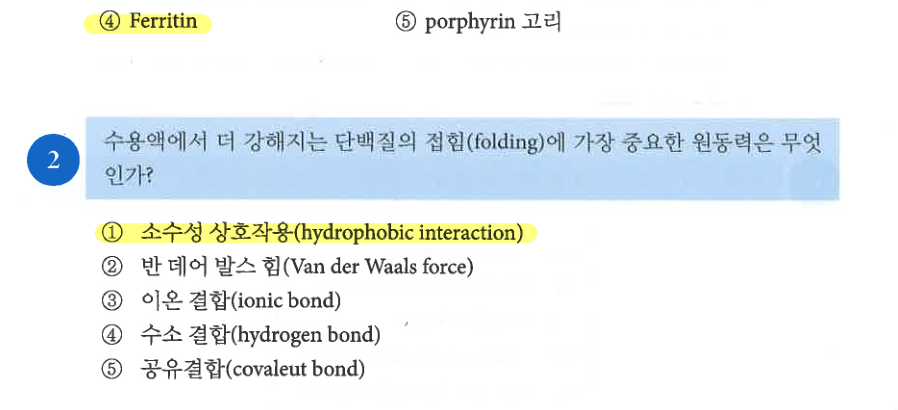 ④ Ferritin ⑤ porphyrin 고리
2
수용액에서 더 강해지는 단백질의 접힘(folding)에 가장 중요한 원동력은 무엇
인가?
① 소수성 상호작용(hydrophobic interaction)
② 반 데어 발스 힘(Van der Waals force)
③ 이온 결합(ionic bond)
④ 수소 결합(hydrogen bond)
⑤ 공유결합(covaleut bond)